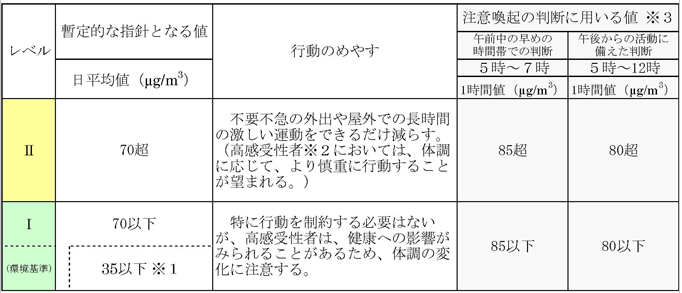 レベル
暫定的な指針となる値
日平均値（μg/m³）
行動のめやす
注意喚起の判断に用いる値 ※３
午前中の早めの
時間帯での判断
５時～７時
1時間値（μg/m³）
午後からの活動に
備えた判断
５時～12時
1時間値（μg/m³）
Ⅱ
70超
不要不急の外出や屋外での長時間
の激しい運動をできるだけ減らす。
（高感受性者※２においては、体調
に応じて、より慎重に行動すること
が望まれる。）
85超
80超
Ⅰ
（環境基準）
70以下
35以下 ※１
特に行動を制約する必要はない
が、高感受性者は、健康への影響が
みられることがあるため、体調の変
化に注意する。
85以下
80以下